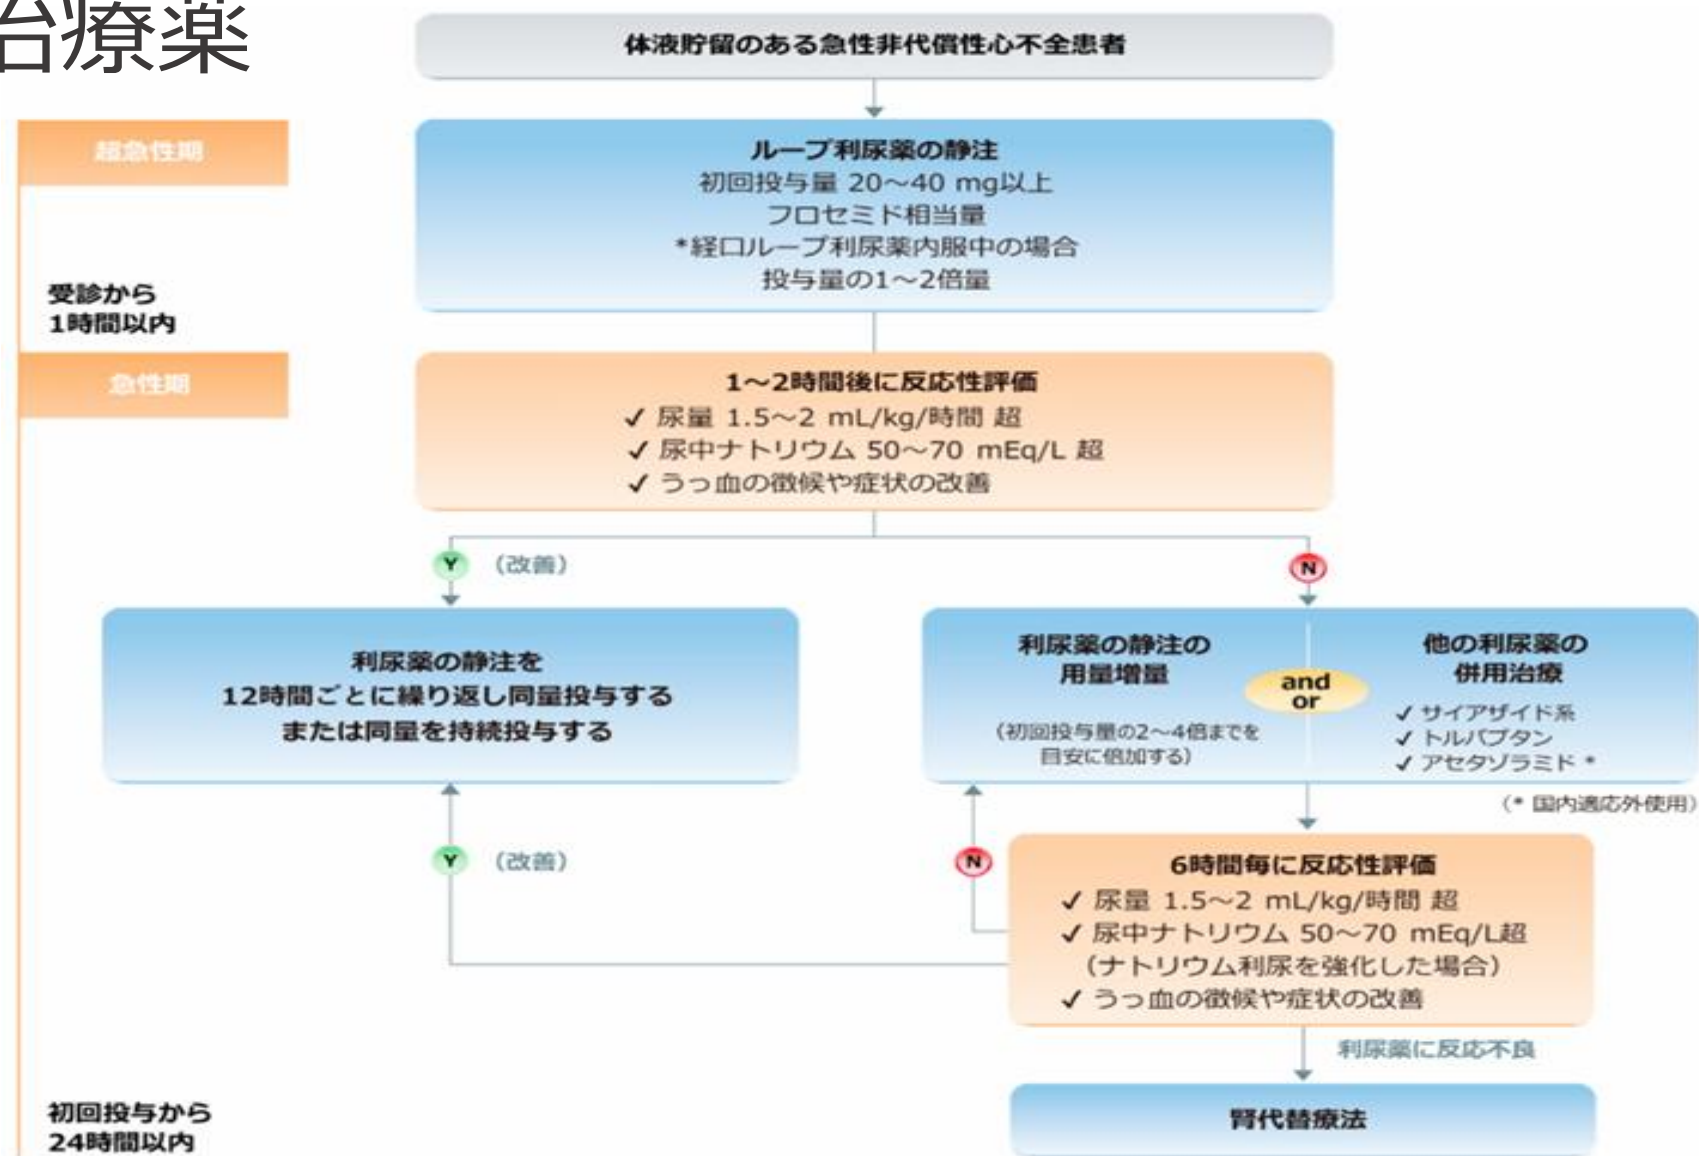 治療薬
体液貯留のある急性非代償性心不全患者
超急性期
ループ利尿薬の静注
初回投与量 20～40 mg以上
フロセミド相当量
*経口ループ利尿薬内服中の場合
投与量の1～2倍量
受診から
1時間以内
急性期
1～2時間後に反応性評価
✓ 尿量 1.5～2 mL/kg/時間 超
✓ 尿中ナトリウム 50～70 mEq/L 超
✓ うっ血の徴候や症状の改善
Y （改善）
N
利尿薬の静注を
12時間ごとに繰り返し同量投与する
または同量を持続投与する
利尿薬の静注の
用量増量
（初回投与量の2～4倍までを
目安に倍加する）
and
or
他の利尿薬の
併用治療
✓ サイアザイド系
✓ トルバプタン
✓ アセタゾラミド *
（* 国内適応外使用）
Y （改善）
N
6時間毎に反応性評価
✓ 尿量 1.5～2 mL/kg/時間 超
✓ 尿中ナトリウム 50～70 mEq/L超
（ナトリウム利尿を強化した場合）
✓ うっ血の徴候や症状の改善
利尿薬に反応不良
腎代替療法
初回投与から
24時間以内